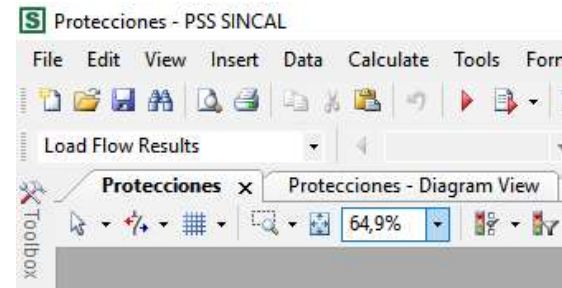 S Protecciones - PSS SINCAL
File Edit View Insert Data Calculate Tools Forn
Load Flow Results
Protecciones x Protecciones - Diagram View
Toolbox
64,9%